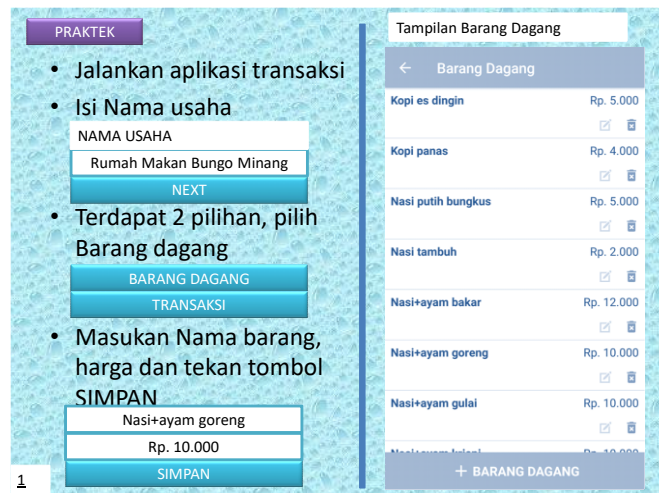 PRAKTEK
• Jalankan aplikasi transaksi
• Isi Nama usaha
NAMA USAHA
Rumah Makan Bungo Minang
NEXT
• Terdapat 2 pilihan, pilih
Barang dagang
BARANG DAGANG
TRANSAKSI
• Masukan Nama barang,
harga dan tekan tombol
SIMPAN
Nasi+ayam goreng
Rp. 10.000
SIMPAN
1
Tampilan Barang Dagang
← Barang Dagang
Kopi es dingin Rp. 5.000
Kopi panas Rp. 4.000
Nasi putih bungkus Rp. 5.000
Nasi tambuh Rp. 2.000
Nasi+ayam bakar Rp. 12.000
Nasi+ayam goreng Rp. 10.000
Nasi+ayam gulai Rp. 10.000
+ BARANG DAGANG